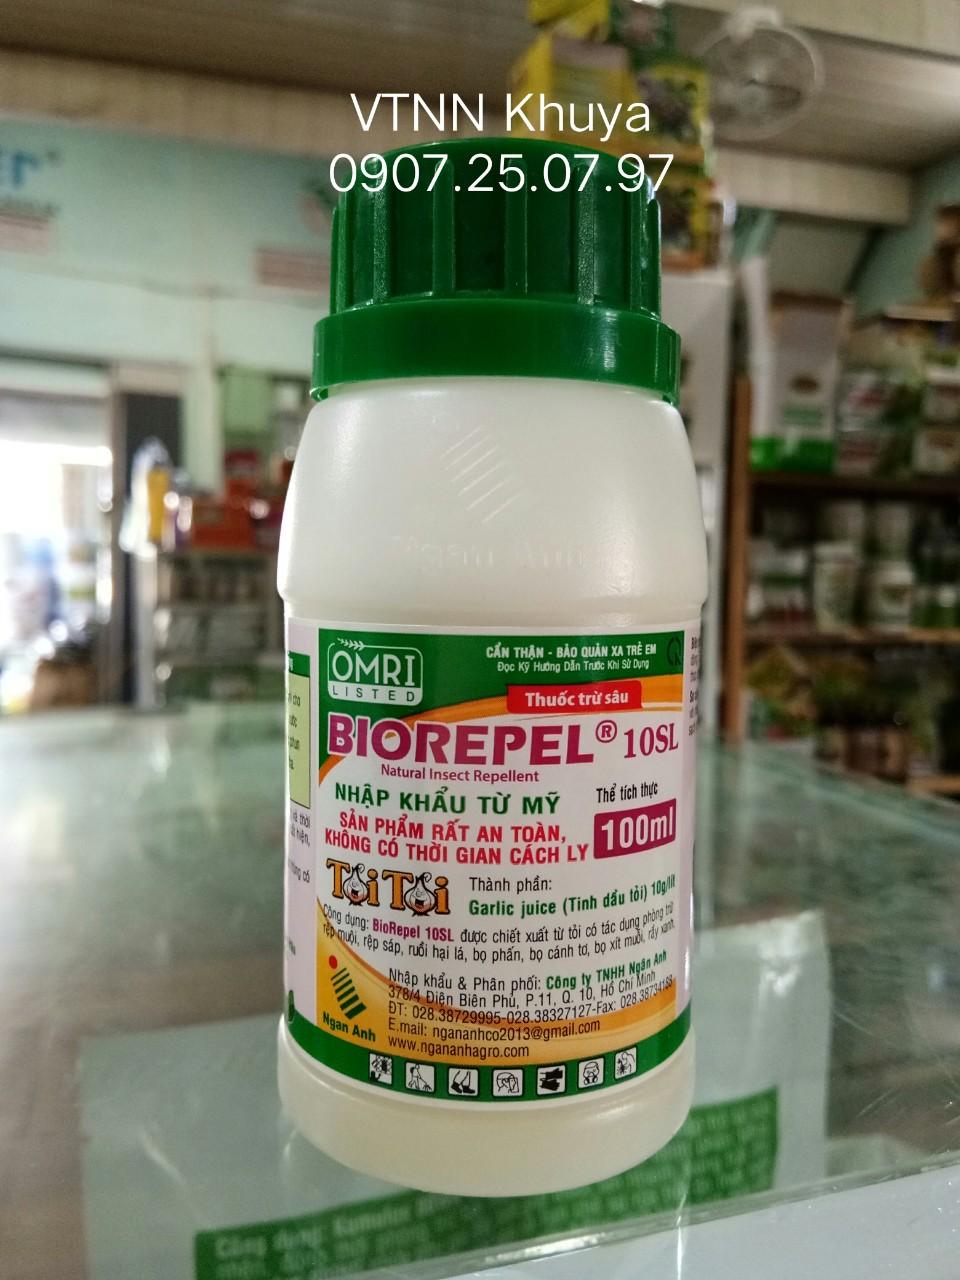 VTNN Khuya
0907.25.07.97
Ngan Anh
OMRI
LISTED
CẨN THẬN - BẢO QUẢN XA TRẺ EM
Đọc Kỹ Hướng Dẫn Trước Khi Sử Dụng
Thuốc trừ sâu
BIOREPEL® 10SL
Natural Insect Repellent
NHẬP KHẨU TỪ MỸ
SẢN PHẨM RẤT AN TOÀN,
KHÔNG CÓ THỜI GIAN CÁCH LY
Thể tích thực
100ml
Tỏi Tỏi
Thành phần:
Garlic juice (Tinh dầu tỏi) 10g/lít
Công dụng: BioRepel 10SL được chiết xuất từ tỏi có tác dụng phòng trừ
rệp muội, rệp sáp, ruồi hại lá, bọ phấn, bọ cánh tơ, bọ xít muỗi, rầy xanh.
Nhập khẩu & Phân phối: Công ty TNHH Ngân Anh
378/4 Điện Biên Phủ, P.11, Q. 10, Hồ Chí Minh
ĐT: 028.38729995-028.38327127-Fax: 028.38734168
E.mail: ngananhco2013@gmail.com
www.ngananhagro.com
Ngan Anh